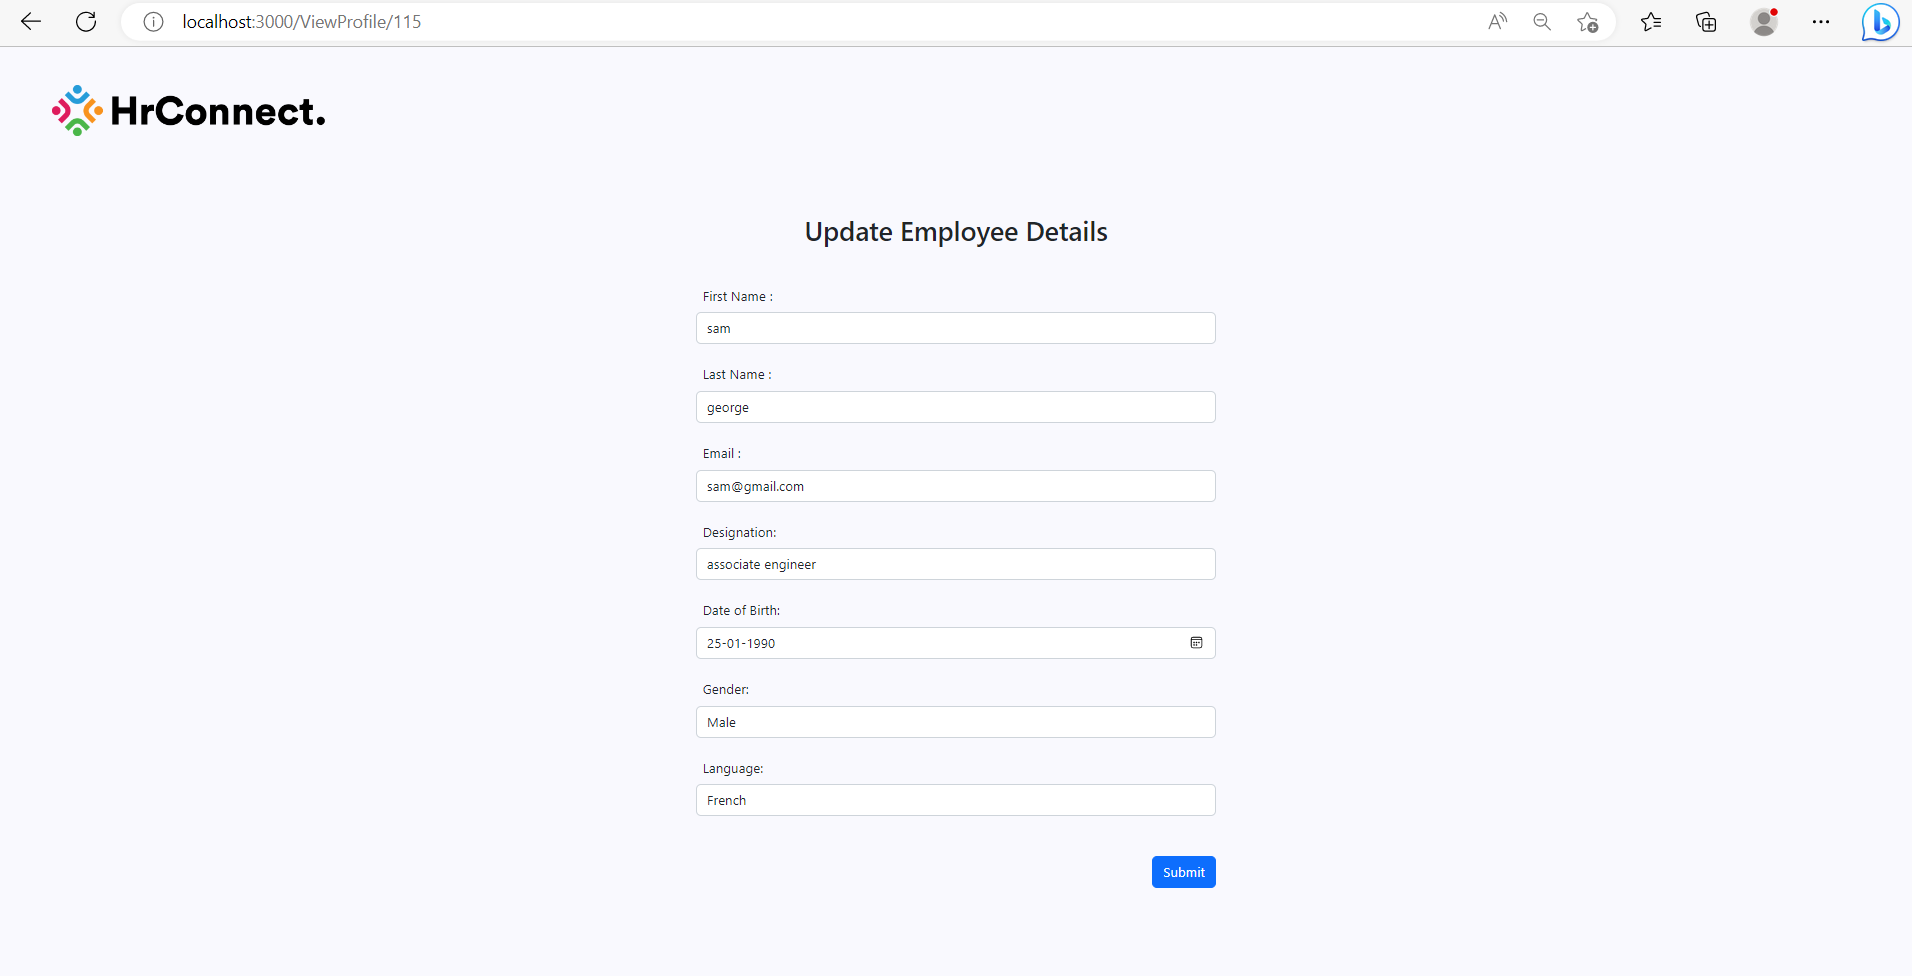 localhost:3000/ViewProfile/115
HrConnect.
Update Employee Details
First Name :
sam
Last Name :
george
Email :
sam@gmail.com
Designation:
associate engineer
Date of Birth:
25-01-1990
Gender:
Male
Language:
French
Submit